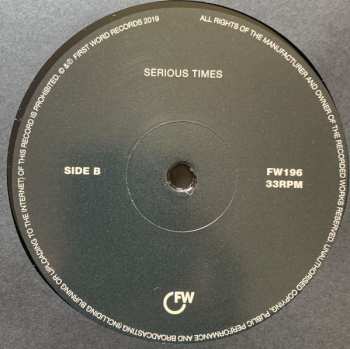 SERIOUS TIMES
SIDE B
FW196
33RPM
FW
℗ & © FIRST WORD RECORDS 2019 ALL RIGHTS OF THE MANUFACTURER AND OWNER OF THE RECORDED WORKS RESERVED. UNAUTHORISED COPYING, PUBLIC PERFORMANCE AND BROADCASTING (INCLUDING BURNING OR UPLOADING TO THE INTERNET) OF THIS RECORD IS PROHIBITED.